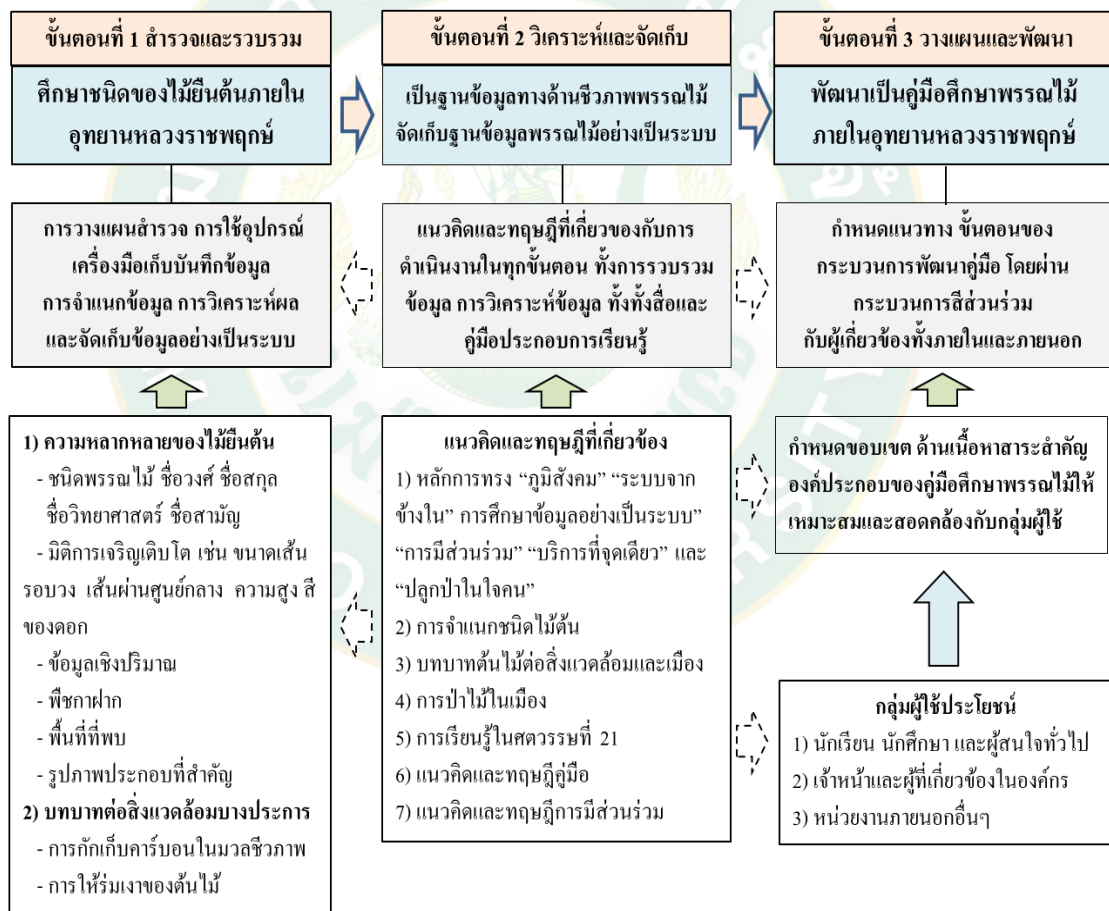 ขั้นตอนที่ 1 สำรวจและรวบรวม
ศึกษาชนิดของไม้ยืนต้นภายใน
อุทยานหลวงราชพฤกษ์
การวางแผนสำรวจ การใช้อุปกรณ์
เครื่องมือเก็บบันทึกข้อมูล
การจำแนกข้อมูล การวิเคราะห์ผล
และจัดเก็บข้อมูลอย่างเป็นระบบ
1) ความหลากหลายของไม้ยืนต้น
- ชนิดพรรณไม้ ชื่อวงศ์ ชื่อสกุล
ชื่อวิทยาศาสตร์ ชื่อสามัญ
- มิติการเจริญเติบโต เช่น ขนาดเส้น
รอบวง เส้นผ่านศูนย์กลาง ความสูง สี
ของดอก
- ข้อมูลเชิงปริมาณ
- พืชกาฝาก
- พื้นที่ที่พบ
- รูปภาพประกอบที่สำคัญ
2) บทบาทต่อสิ่งแวดล้อมบางประการ
- การกักเก็บคาร์บอนในมวลชีวภาพ
- การให้ร่มเงาของต้นไม้
ขั้นตอนที่ 2 วิเคราะห์และจัดเก็บ
เป็นฐานข้อมูลทางด้านชีวภาพพรรณไม้
จัดเก็บฐานข้อมูลพรรณไม้อย่างเป็นระบบ
แนวคิดและทฤษฎีที่เกี่ยวของกับการ
ดำเนินงานในทุกขั้นตอน ทั้งการรวบรวม
ข้อมูล การวิเคราะห์ข้อมูล ทั้งทั้งสื่อและ
คู่มือประกอบการเรียนรู้
แนวคิดและทฤษฎีที่เกี่ยวข้อง
1) หลักการทรง “ภูมิสังคม” “ระบบจาก
ข้างใน” การศึกษาข้อมูลอย่างเป็นระบบ”
“การมีส่วนร่วม” “บริการที่จุดเดียว” และ
“ปลูกป่าในใจคน”
2) การจำแนกชนิดไม้ต้น
3) บทบาทต้นไม้ต่อสิ่งแวดล้อมและเมือง
4) การป่าไม้ในเมือง
5) การเรียนรู้ในศตวรรษที่ 21
6) แนวคิดและทฤษฎีคู่มือ
7) แนวคิดและทฤษฎีการมีส่วนร่วม
ขั้นตอนที่ 3 วางแผนและพัฒนา
พัฒนาเป็นคู่มือศึกษาพรรณไม้
ภายในอุทยานหลวงราชพฤกษ์
กำหนดแนวทาง ขั้นตอนของ
กระบวนการพัฒนาคู่มือ โดยผ่าน
กระบวนการสีส่วนร่วม
กับผู้เกี่ยวข้องทั้งภายในและภายนอก
กำหนดขอบเขต ด้านเนื้อหาสาระสำคัญ
องค์ประกอบของคู่มือศึกษาพรรณไม้ให้
เหมาะสมและสอดคล้องกับกลุ่มผู้ใช้
กลุ่มผู้ใช้ประโยชน์
1) นักเรียน นักศึกษา และผู้สนใจทั่วไป
2) เจ้าหน้าและผู้ที่เกี่ยวข้องในองค์กร
3) หน่วยงานภายนอกอื่นๆ